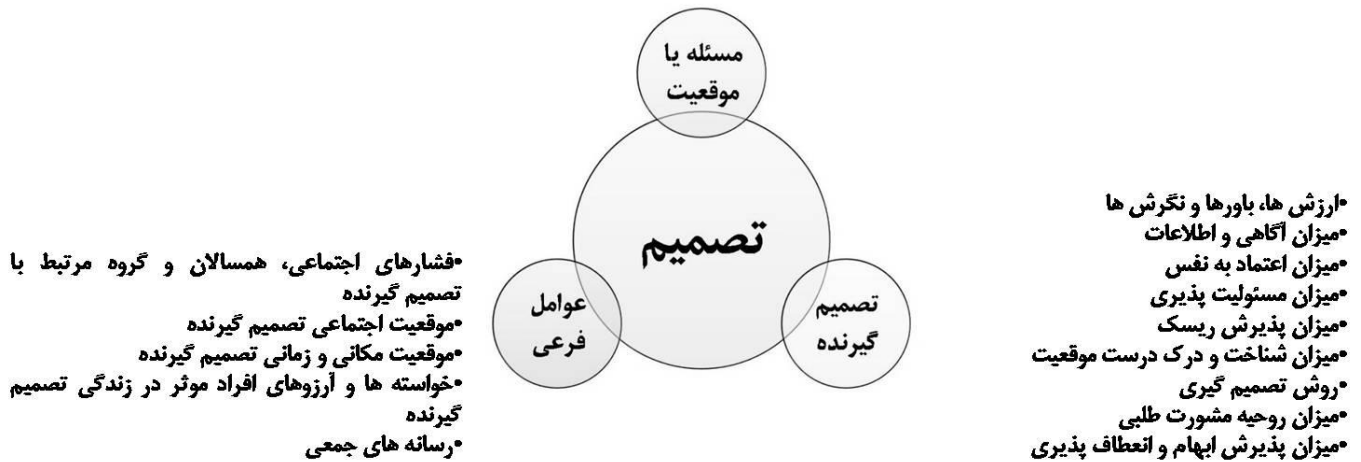 مسئله یا
موقعیت
تصمیم
تصمیم
گیرنده
عوامل
فرعی
•ارزش ها، باورها و نگرش ها
•میزان آگاهی و اطلاعات
•میزان اعتماد به نفس
•میزان مسئولیت پذیری
•میزان پذیرش ریسک
•میزان شناخت و درک درست موقعیت
•روش تصمیم گیری
•میزان روحیه مشورت طلبی
•میزان پذیرش ابهام و انعطاف پذیری
•فشارهای اجتماعی، همسالان و گروه مرتبط با
تصمیم گیرنده
•موقعیت اجتماعی تصمیم گیرنده
•موقعیت مکانی و زمانی تصمیم گیرنده
•خواسته ها و آرزوهای افراد موثر در زندگی تصمیم
گیرنده
•رسانه های جمعی